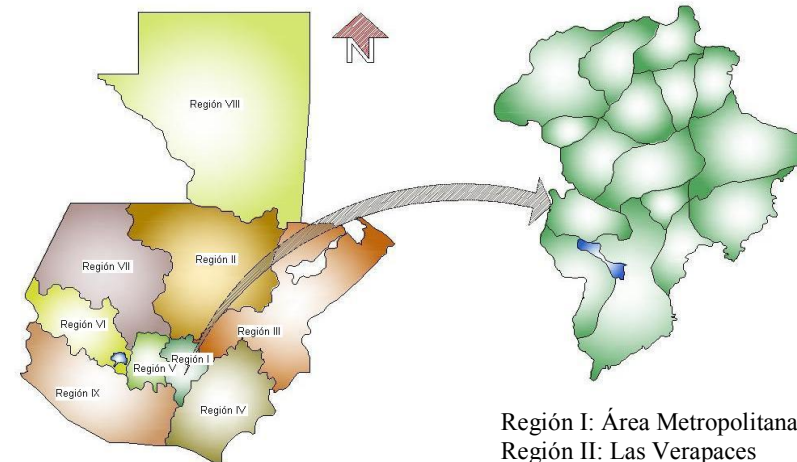 N
Región VIII
Región II
Región VII
Región III
Región VI
Región I
Región V
Región IX
Región IV
Región I: Área Metropolitana
Región II: Las Verapaces